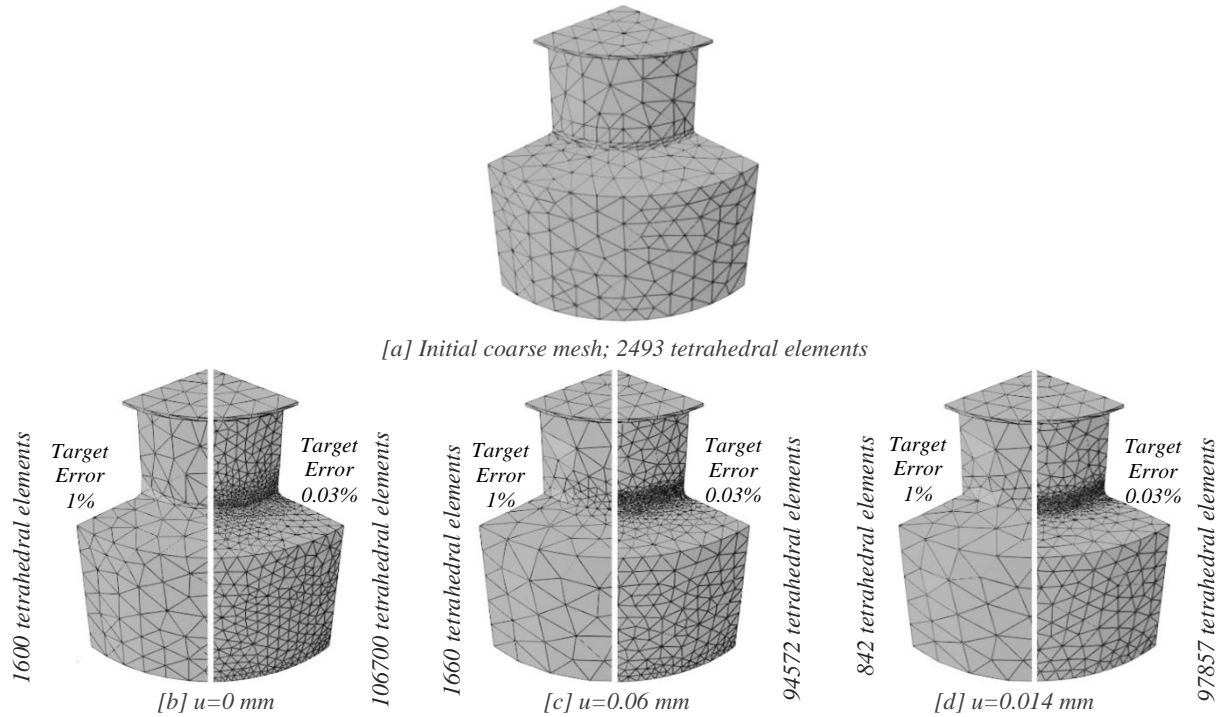 [a] Initial coarse mesh; 2493 tetrahedral elements
1600 tetrahedral elements
Target
Error
1%
Target
Error
0.03%
106700 tetrahedral elements
[b] u=0 mm
1660 tetrahedral elements
Target
Error
1%
Target
Error
0.03%
94572 tetrahedral elements
[c] u=0.06 mm
842 tetrahedral elements
Target
Error
1%
Target
Error
0.03%
97857 tetrahedral elements
[d] u=0.014 mm